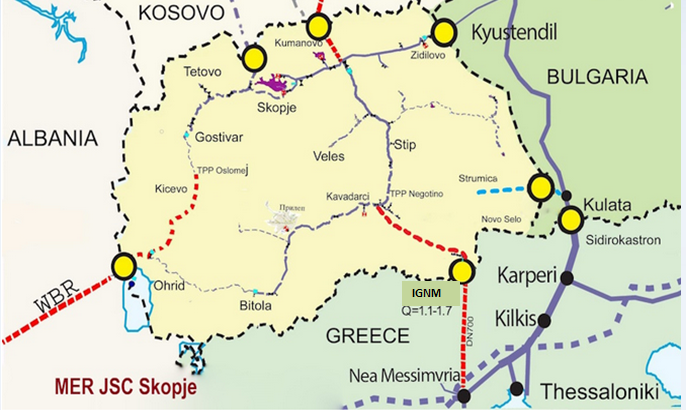 KOSOVO
Kumanovo
Kyustendil
Zidilovo
Tetovo
Skopje
BULGARIA
ALBANIA
Gostivar
Veles
Stip
TPP Oslomej
Kicevo
Strumica
Kavadarci
TPP Negotino
Прилеп
Novo Selo
Kulata
Sidirokastron
WBR
Ohrid
Bitola
IGNM
Q=1.1-1.7
Karperi
DN700
Kilkis
GREECE
Nea Messimvria
MER JSC Skopje
Thessaloniki